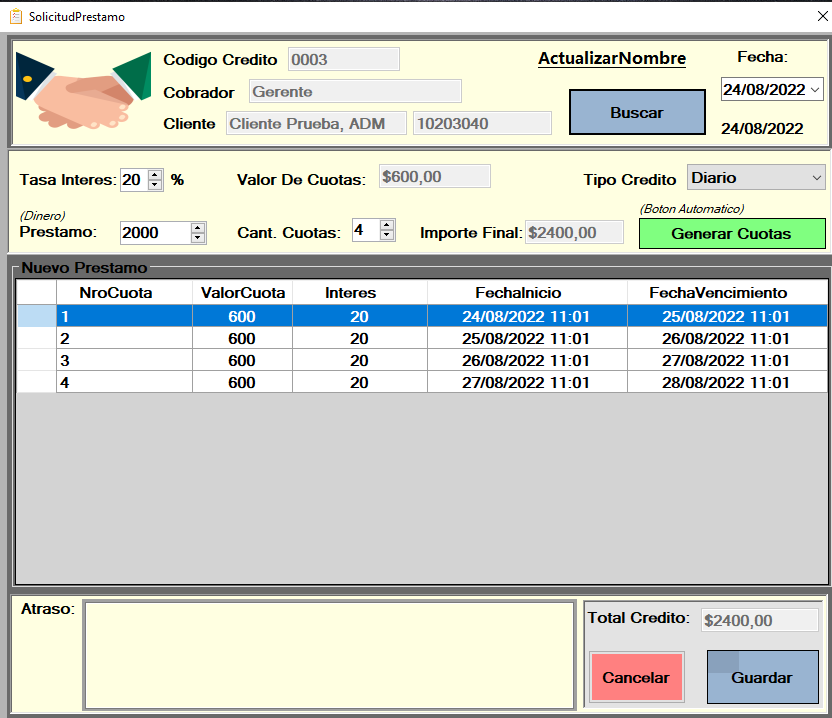 SolicitudPrestamo
Codigo Credito 0003
ActualizarNombre
Fecha:
Cobrador Gerente
24/08/2022
Buscar
Cliente Cliente Prueba, ADM 10203040
24/08/2022
Tasa Interes: 20 %
Valor De Cuotas: $600,00
Tipo Credito Diario
(Dinero)
Prestamo: 2000
Cant. Cuotas: 4
Importe Final: $2400,00
(Boton Automatico)
Generar Cuotas
Nuevo Prestamo
NroCuota ValorCuota Interes FechaInicio FechaVencimiento
1 600 20 24/08/2022 11:01 25/08/2022 11:01
2 600 20 25/08/2022 11:01 26/08/2022 11:01
3 600 20 26/08/2022 11:01 27/08/2022 11:01
4 600 20 27/08/2022 11:01 28/08/2022 11:01
Atraso:
Total Credito: $2400,00
Cancelar
Guardar